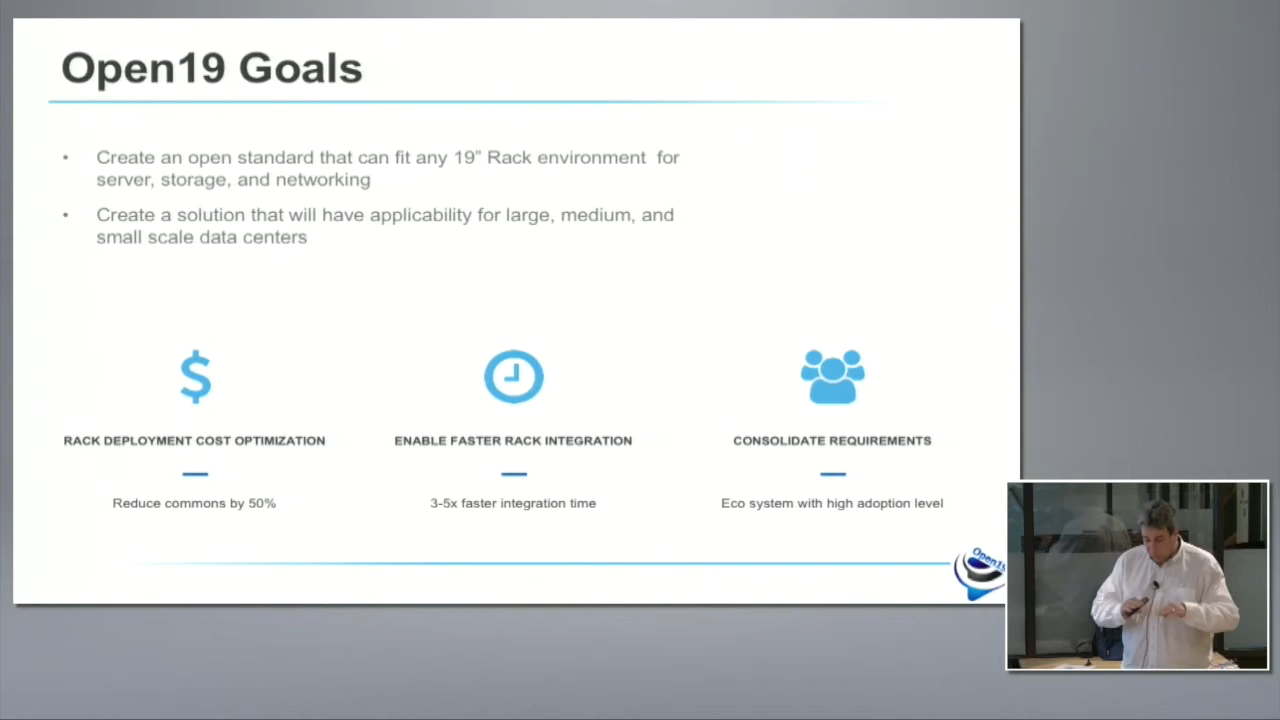 Open19 Goals
• Create an open standard that can fit any 19” Rack environment for
server, storage, and networking
• Create a solution that will have applicability for large, medium, and
small scale data centers
$
RACK DEPLOYMENT COST OPTIMIZATION
Reduce commons by 50%
ENABLE FASTER RACK INTEGRATION
3-5x faster integration time
CONSOLIDATE REQUIREMENTS
Eco system with high adoption level
Open19